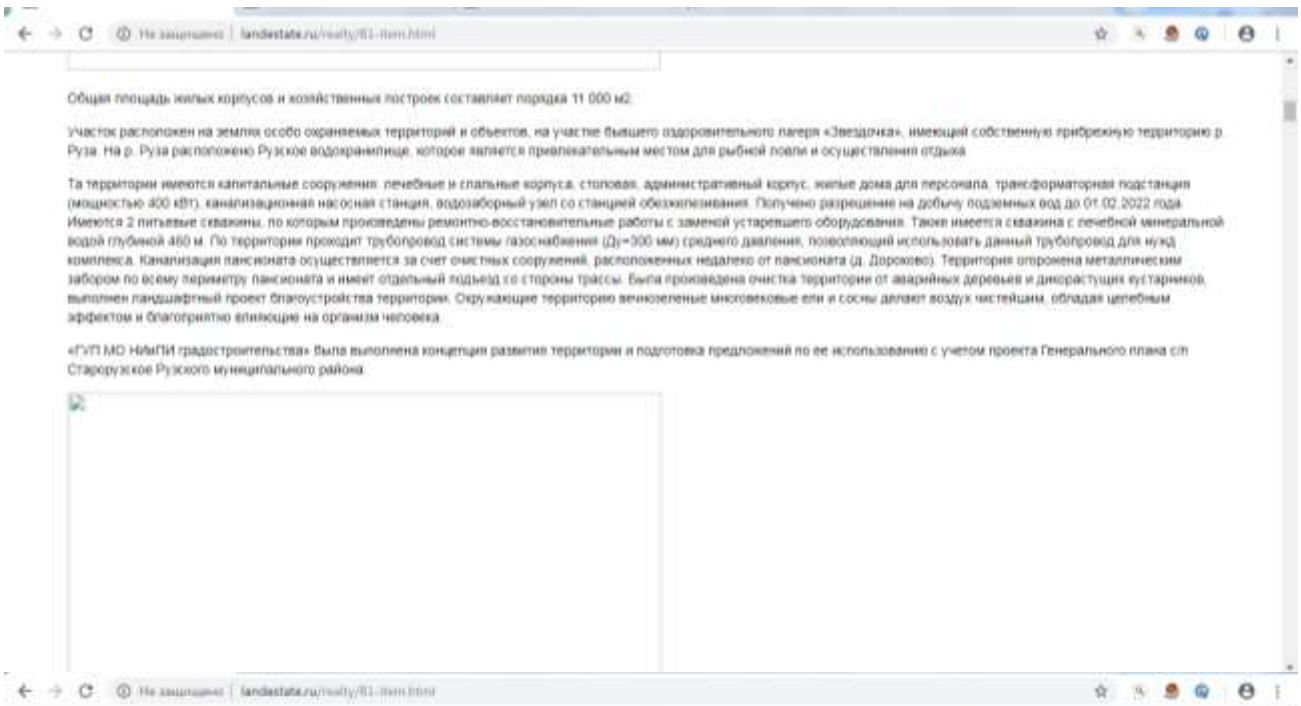 Не защищено | landestate.ru/realty/81-item.html
Общая площадь жилых корпусов и хозяйственных построек составляет порядка 11 000 м2.
Участок расположен на землях особо охраняемых территорий и объектов, на участке бывшего оздоровительного лагеря «Звездочка», имеющий собственную прибрежную территорию р.
Руза. На р. Руза расположено Рузское водохранилище, которое является привлекательным местом для рыбной ловли и осуществления отдыха.
Та территории имеются капитальные сооружения: лечебные и спальные корпуса, столовая, административный корпус, жилые дома для персонала, трансформаторная подстанция
(мощностью 400 кВт), канализационная насосная станция, водозаборный узел со станцией обезжелезивания. Получено разрешение на добычу подземных вод до 01.02.2022 года.
Имеются 2 питьевые скважины, по которым произведены ремонтно-восстановительные работы с заменой устаревшего оборудования. Также имеется скважина с лечебной минеральной
водой глубиной 460 м. По территории проходит трубопровод системы газоснабжения (Ду=300 мм) среднего давления, позволяющий использовать данный трубопровод для нужд
комплекса. Канализация пансионата осуществляется за счет очистных сооружений, расположенных недалеко от пансионата (д. Дорохово). Территория огорожена металлическим
забором по всему периметру пансионата и имеет отдельный подъезд со стороны трассы. Была произведена очистка территории от аварийных деревьев и дикорастущих кустарников,
выполнен ландшафтный проект благоустройства территории. Окружающие территорию вечнозеленые многовековые ели и сосны делают воздух чистейшим, обладая целебным
эффектом и благоприятно влияющие на организм человека.
«ГУП МО НИиПИ градостроительства» была выполнена концепция развития территории и подготовка предложений по ее использованию с учетом проекта Генерального плана с/п
Старорузское Рузского муниципального района.
Не защищено | landestate.ru/realty/81-item.html